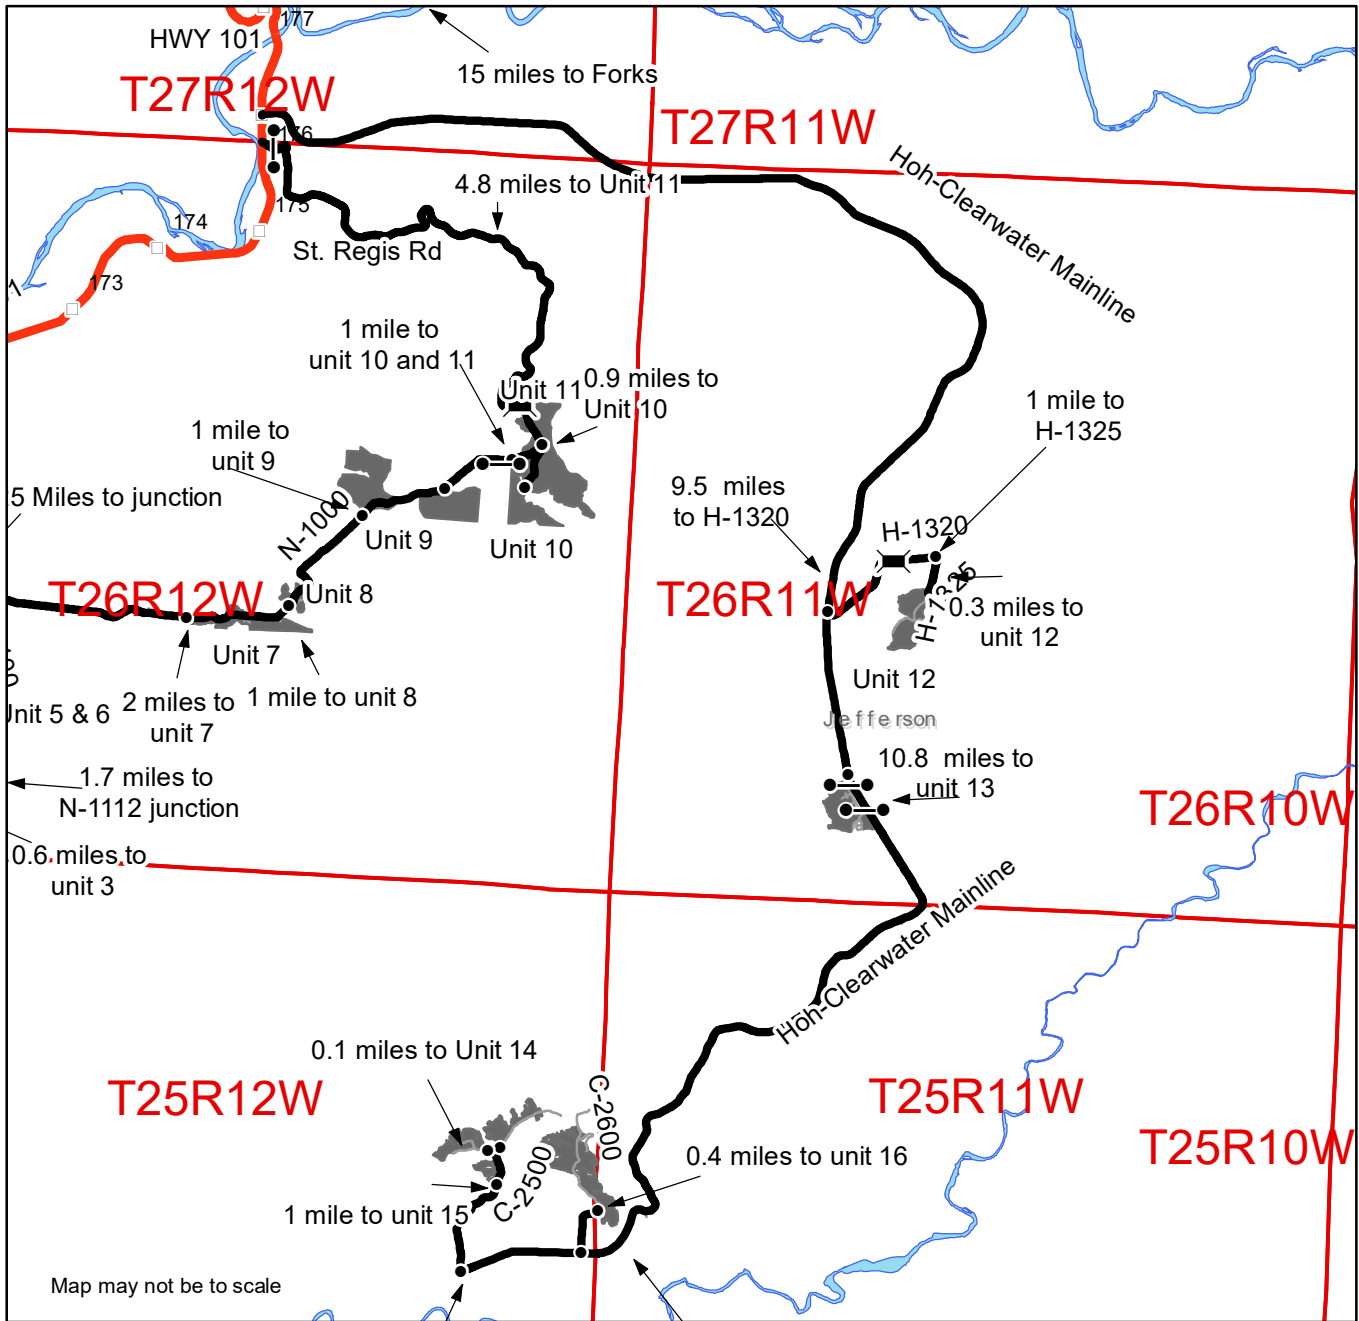 177
HWY 101
15 miles to Forks
T27R12W
T27R11W
176
Hoh-Clearwater Mainline
4.8 miles to Unit 11
175
174
St. Regis Rd
173
1 mile to
unit 10 and 11
Unit 11
0.9 miles to
Unit 10
1 mile to
H-1325
1 mile to
unit 9
5 Miles to junction
9.5 miles
to H-1320
N-1000
Unit 9
Unit 10
H-1320
H-1325
T26R12W
Unit 8
T26R11W
0.3 miles to
unit 12
Unit 7
Unit 12
2 miles to
unit 7
1 mile to unit 8
Unit 5 & 6
Jefferson
10.8 miles to
unit 13
1.7 miles to
N-1112 junction
T26R10W
0.6 miles to
unit 3
Hoh-Clearwater Mainline
0.1 miles to Unit 14
T25R12W
C-2600
T25R11W
T25R10W
C-2500
0.4 miles to unit 16
1 mile to unit 15
Map may not be to scale